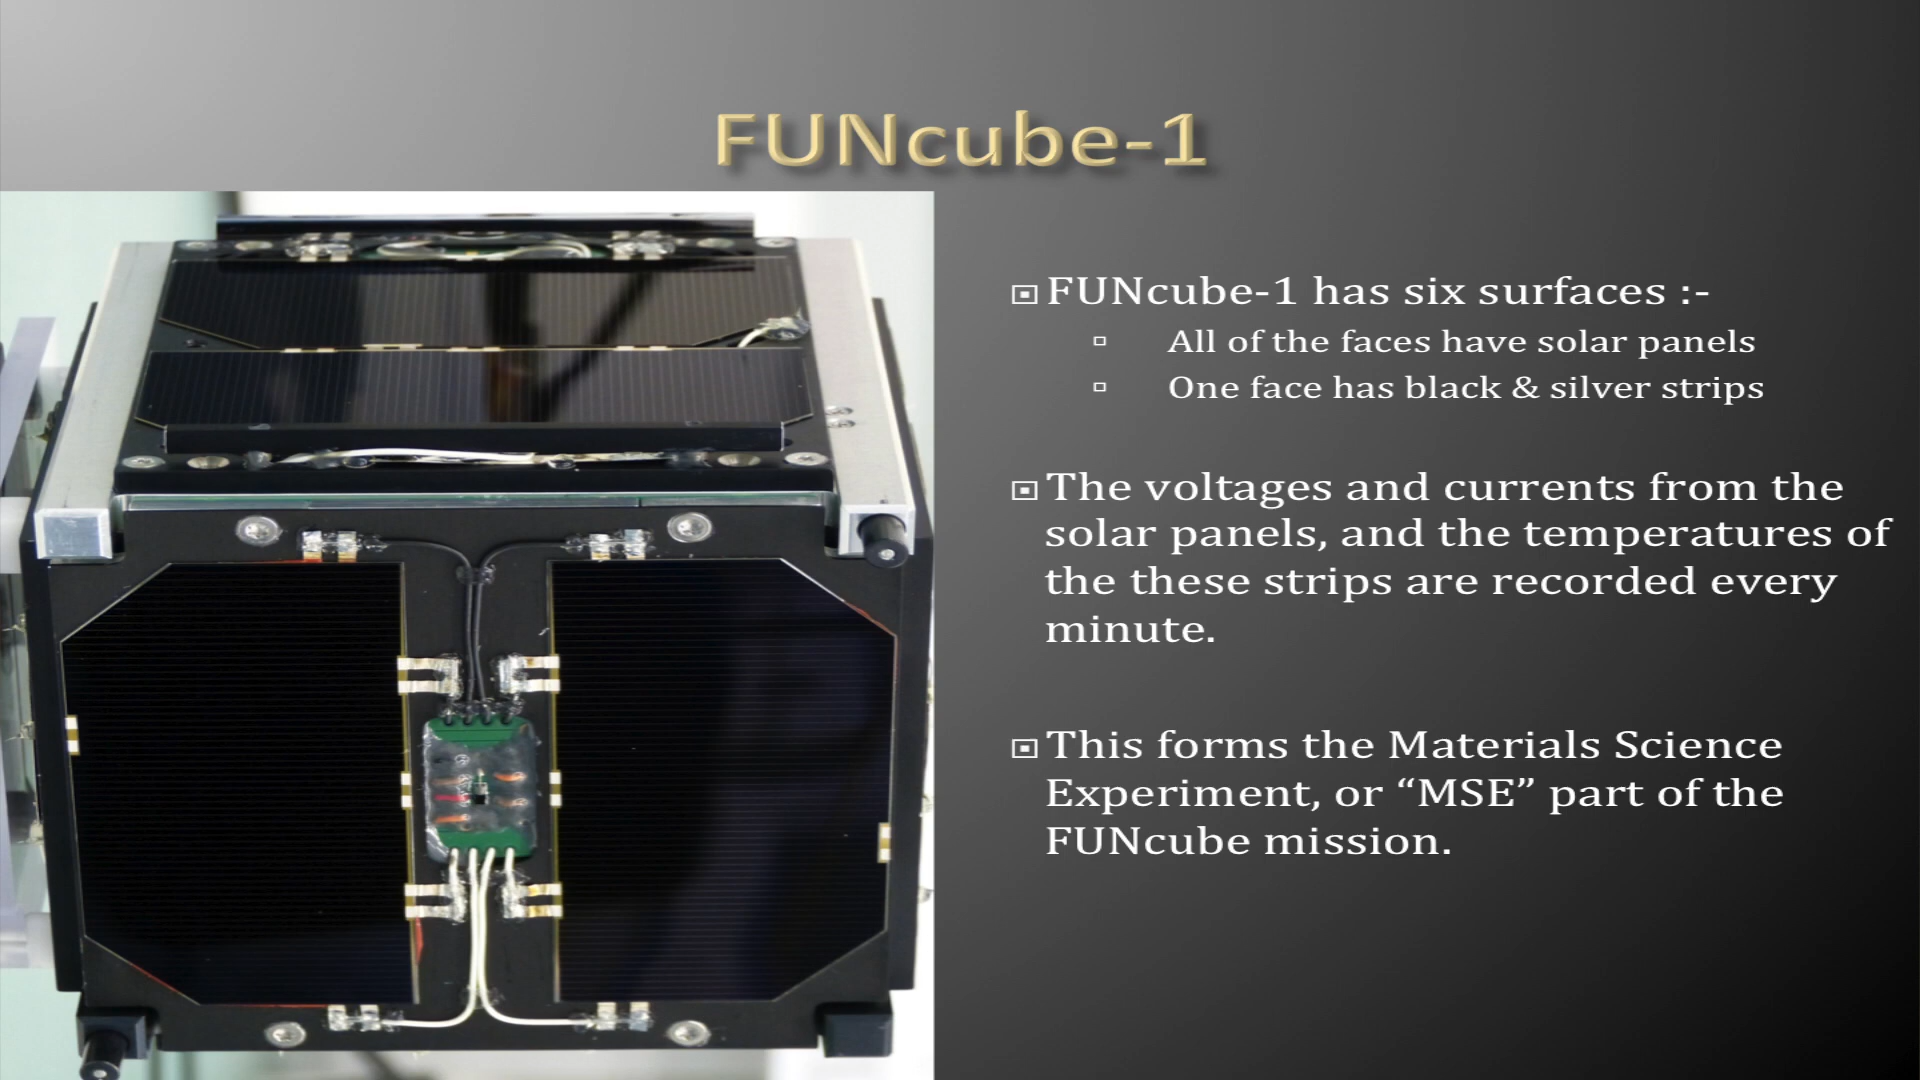 FUNcube-1
FUNcube-1 has six surfaces :-
All of the faces have solar panels
One face has black & silver strips
The voltages and currents from the
solar panels, and the temperatures of
the these strips are recorded every
minute.
This forms the Materials Science
Experiment, or “MSE” part of the
FUNcube mission.